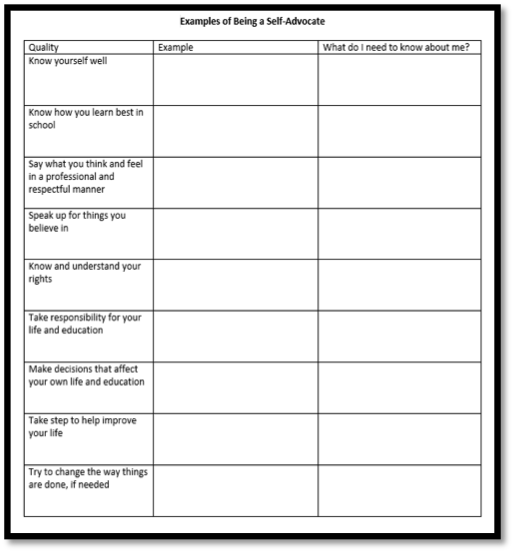 Examples of Being a Self-Advocate
Quality Example What do I need to know about me?
Know yourself well
Know how you learn best in
school
Say what you think and feel
in a professional and
respectful manner
Speak up for things you
believe in
Know and understand your
rights
Take responsibility for your
life and education
Make decisions that affect
your own life and education
Take step to help improve
your life
Try to change the way things
are done, if needed